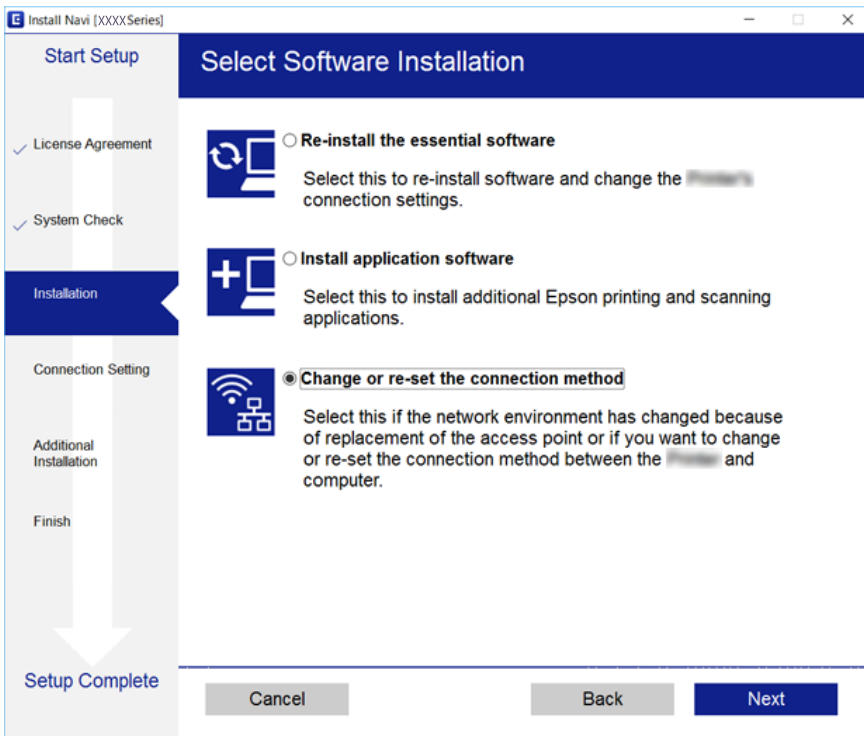 Install Navi [XXXX Series]
Start Setup
License Agreement
System Check
Installation
Connection Setting
Additional
Installation
Finish
Setup Complete
Select Software Installation
Re-install the essential software
Select this to re-install software and change the
connection settings.
Install application software
Select this to install additional Epson printing and scanning
applications.
Change or re-set the connection method
Select this if the network environment has changed because
of replacement of the access point or if you want to change
or re-set the connection method between the and
computer.
Cancel
Back
Next